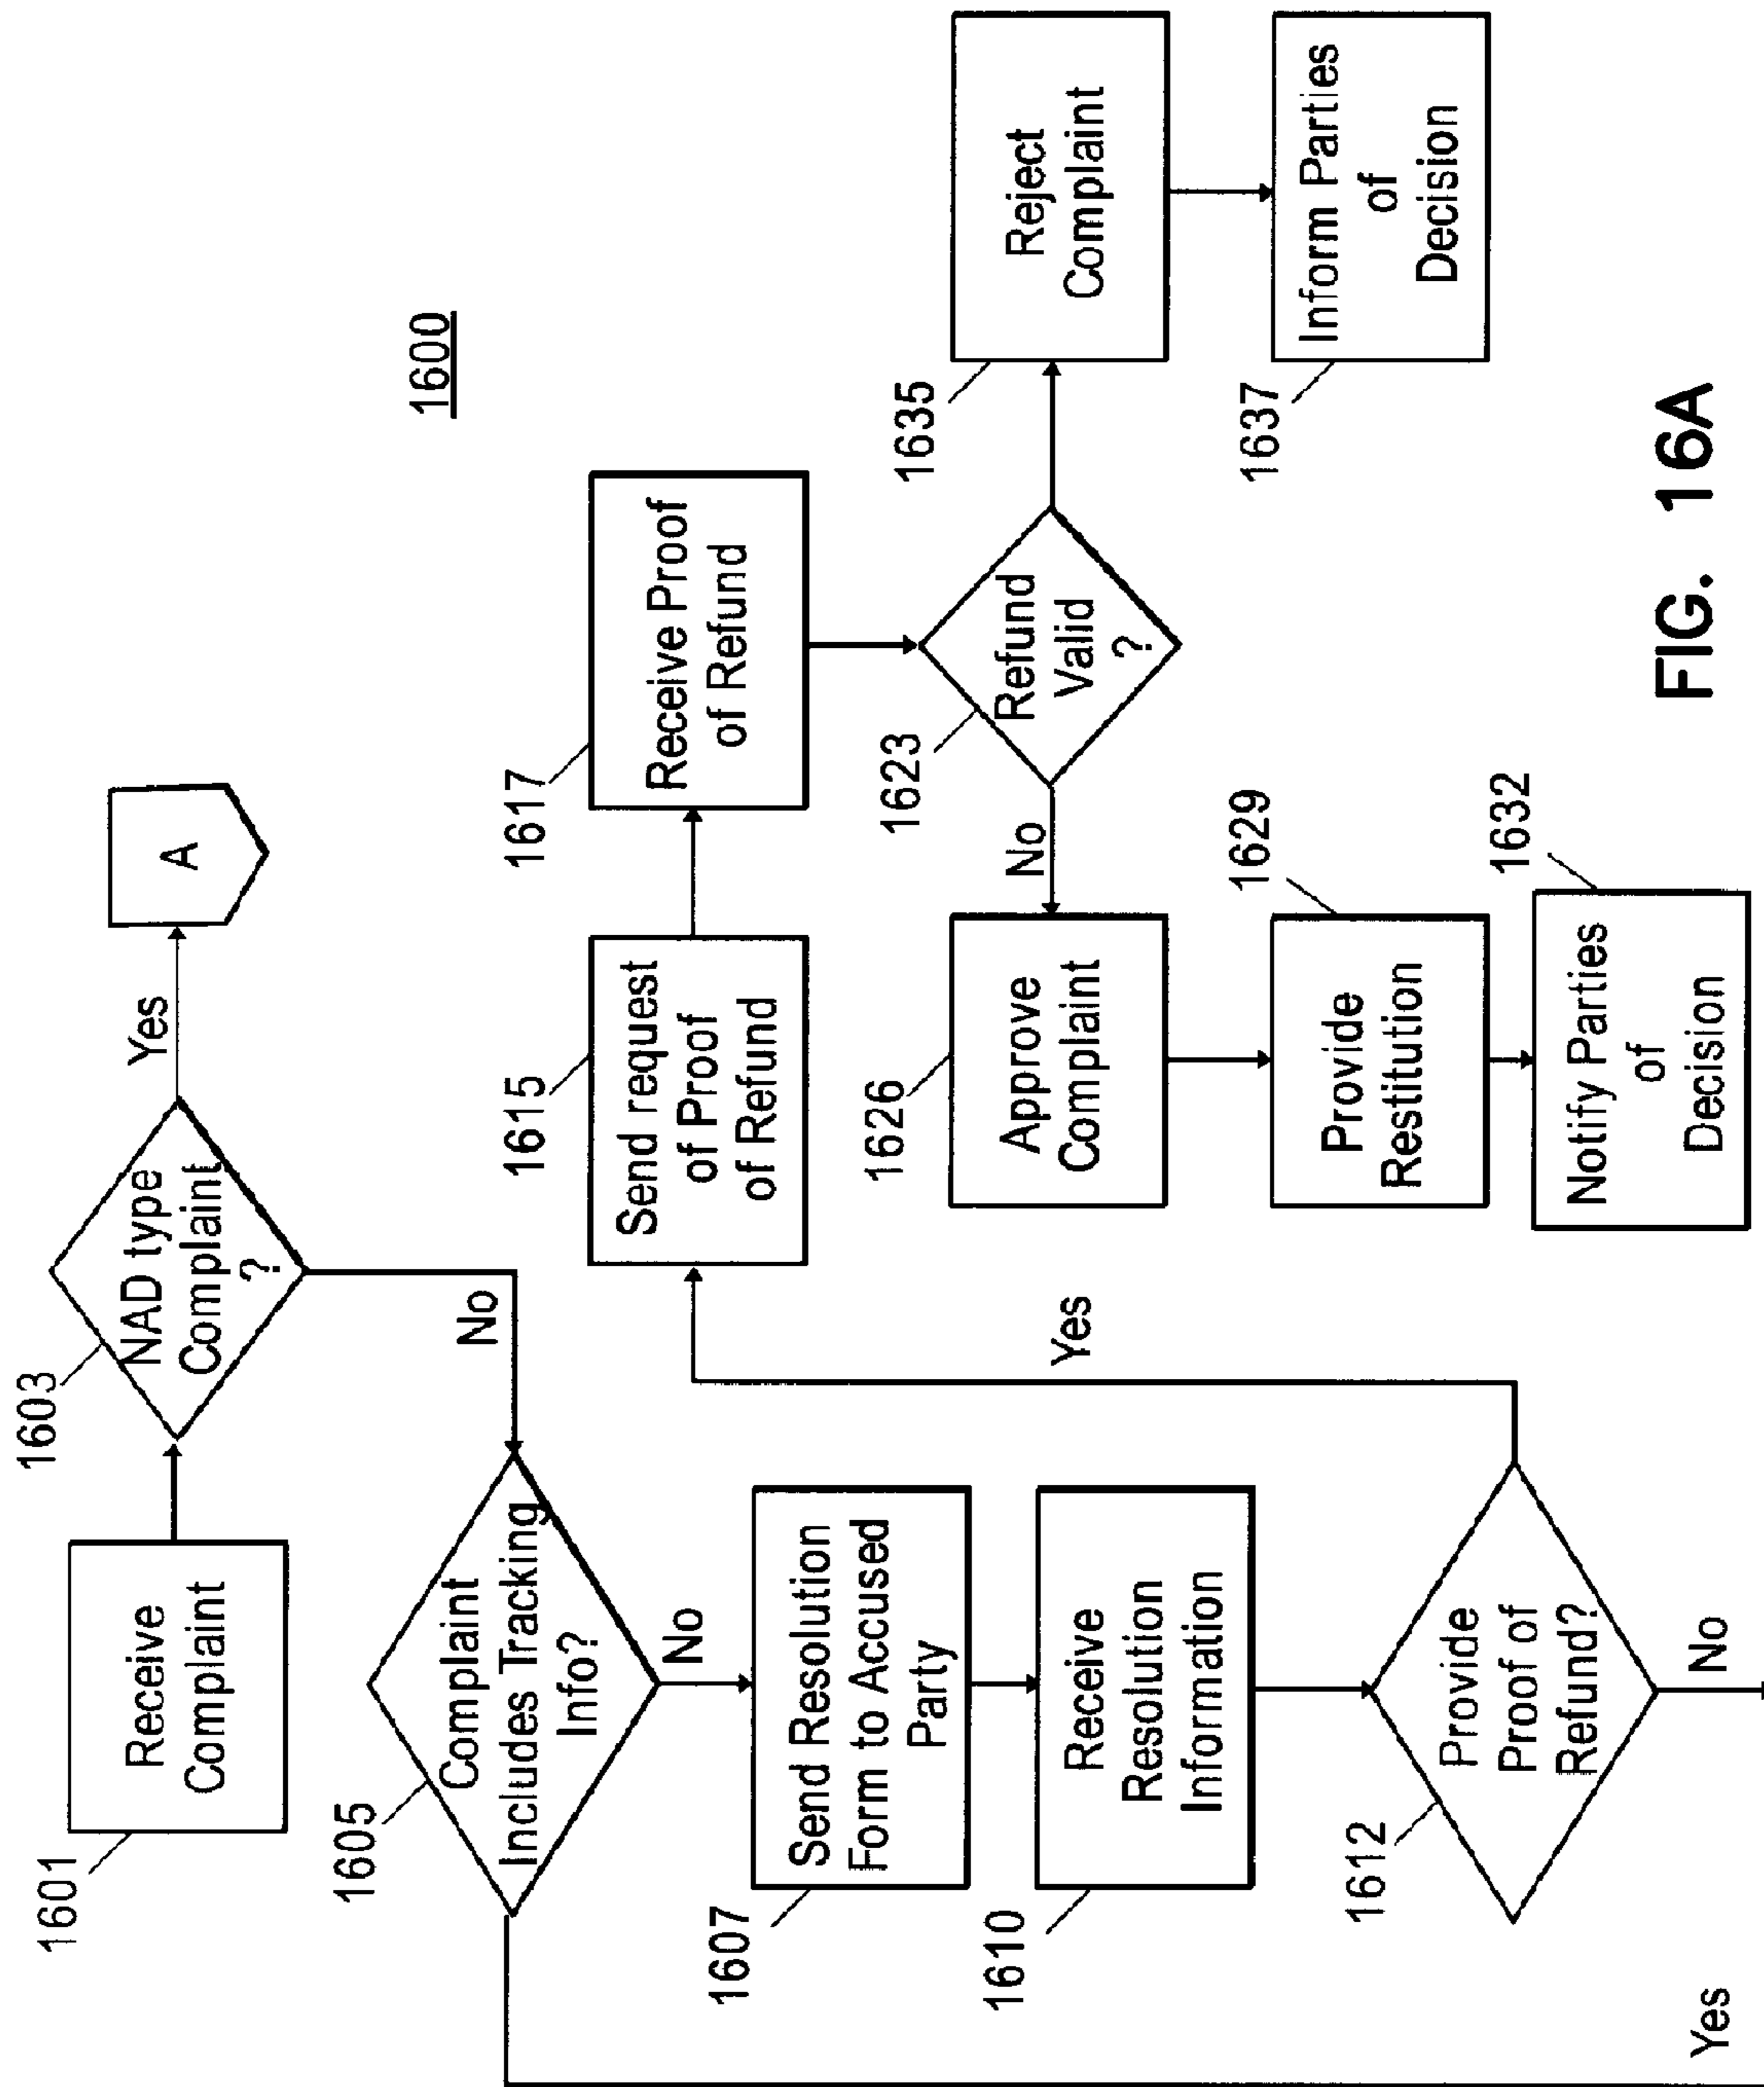 1600
1601
Receive
Complaint
1603
NAD type
Complaint
?
Yes
A
No
1605
Complaint
Includes Tracking
Info?
No
Yes
1607
Send Resolution
Form to Accused
Party
1610
Receive
Resolution
Information
1612
Provide
Proof of
Refund?
No
Yes
1615
Send request
of Proof
of Refund
1617
Receive Proof
of Refund
1623
Refund
Valid
?
No
1626
Approve
Complaint
1629
Provide
Restitution
1632
Notify Parties
of
Decision
1635
Reject
Complaint
1637
Inform Parties
of
Decision
FIG. 16A